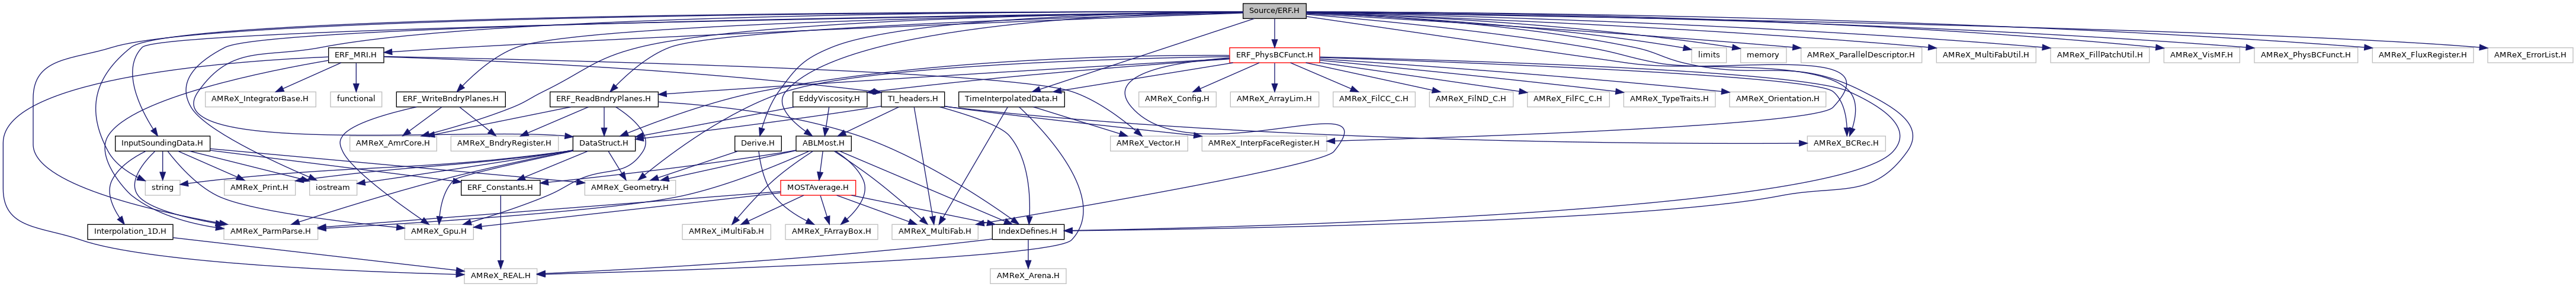 Source/ERF.H
ERF_MRI.H
ERF_PhysBCFunct.H
limits
memory
AMReX_ParallelDescriptor.H
AMReX_MultiFabUtil.H
AMReX_FillPatchUtil.H
AMReX_VisMF.H
AMReX_PhysBCFunct.H
AMReX_FluxRegister.H
AMReX_ErrorList.H
AMReX_IntegratorBase.H
functional
ERF_WriteBndryPlanes.H
ERF_ReadBndryPlanes.H
EddyViscosity.H
TI_headers.H
TimeInterpolatedData.H
AMReX_Config.H
AMReX_ArrayLim.H
AMReX_FilCC_C.H
AMReX_FilND_C.H
AMReX_FilFC_C.H
AMReX_TypeTraits.H
AMReX_Orientation.H
InputSoundingData.H
AMReX_AmrCore.H
AMReX_BndryRegister.H
DataStruct.H
Derive.H
ABLMost.H
AMReX_Vector.H
AMReX_InterpFaceRegister.H
AMReX_BCRec.H
string
AMReX_Print.H
iostream
ERF_Constants.H
AMReX_Geometry.H
MOSTAverage.H
Interpolation_1D.H
AMReX_ParmParse.H
AMReX_Gpu.H
AMReX_iMultiFab.H
AMReX_FArrayBox.H
AMReX_MultiFab.H
IndexDefines.H
AMReX_REAL.H
AMReX_Arena.H